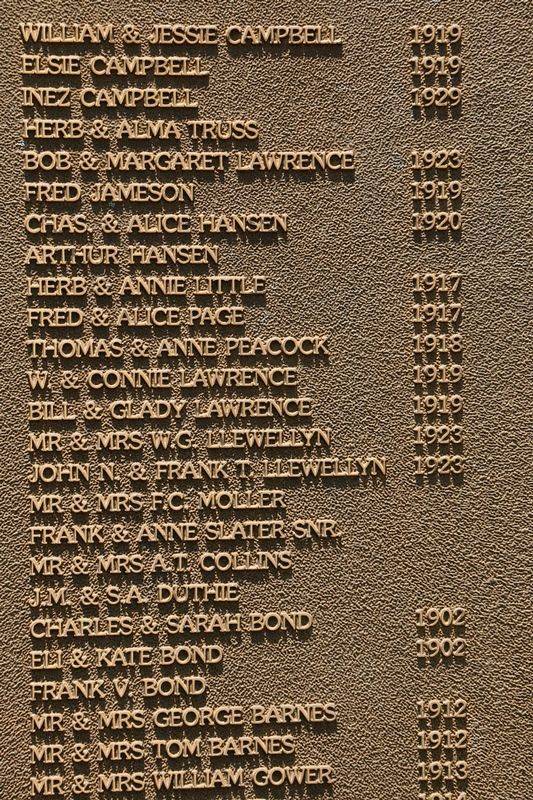 WILLIAM & JESSIE CAMPBELL 1919
ELSIE CAMPBELL 1919
INEZ CAMPBELL 1929
HERB & ALMA TRUSS
BOB & MARGARET LAWRENCE 1923
FRED JAMESON 1919
CHAS. & ALICE HANSEN 1920
ARTHUR HANSEN
HERB & ANNIE LITTLE 1917
FRED & ALICE PAGE 1917
THOMAS & ANNE PEACOCK 1918
W. & CONNIE LAWRENCE 1919
BILL & GLADY LAWRENCE 1919
MR & MRS W.G. LLEWELLYN 1923
JOHN N. & FRANK T. LLEWELLYN 1923
MR & MRS F.C. MOLLER
FRANK & ANNE SLATER SNR.
MR & MRS A.T. COLLINS
J.M. & S.A. DUTHIE
CHARLES & SARAH BOND 1902
ELI & KATE BOND 1902
FRANK V. BOND
MR & MRS GEORGE BARNES 1912
MR & MRS TOM BARNES 1912
MR & MRS WILLIAM GOWER 1913